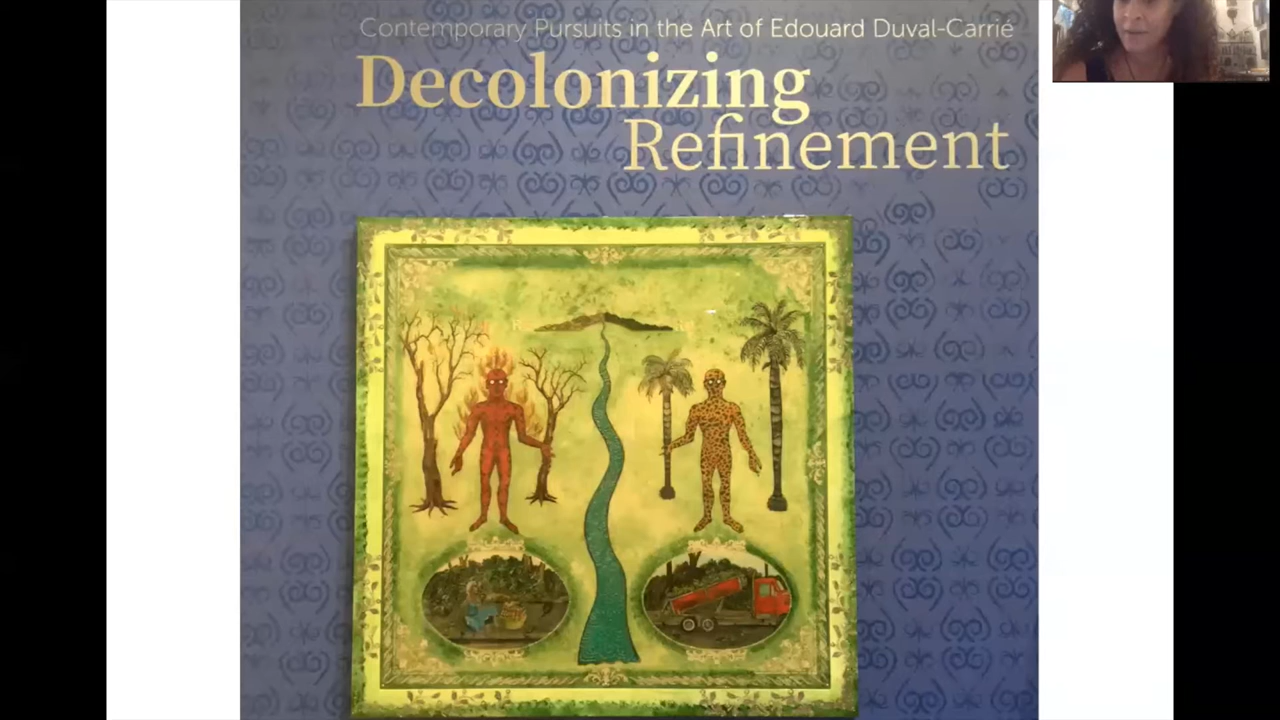 Contemporary Pursuits in the Art of Edouard Duval-Carrié
Decolonizing
Refinement